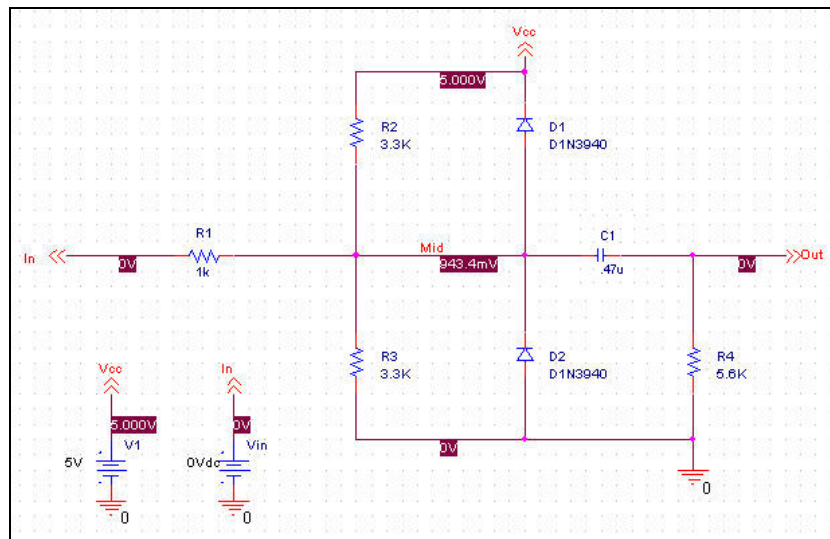 Vcc
5.000V
R2
3.3K
D1
D1N3940
R1
1k
In
0V
Mid
943.4mV
C1
.47u
0V
Out
R3
3.3K
D2
D1N3940
R4
5.6K
0V
0
Vcc
5.000V
V1
5V
0
In
0V
Vin
0Vdc
0